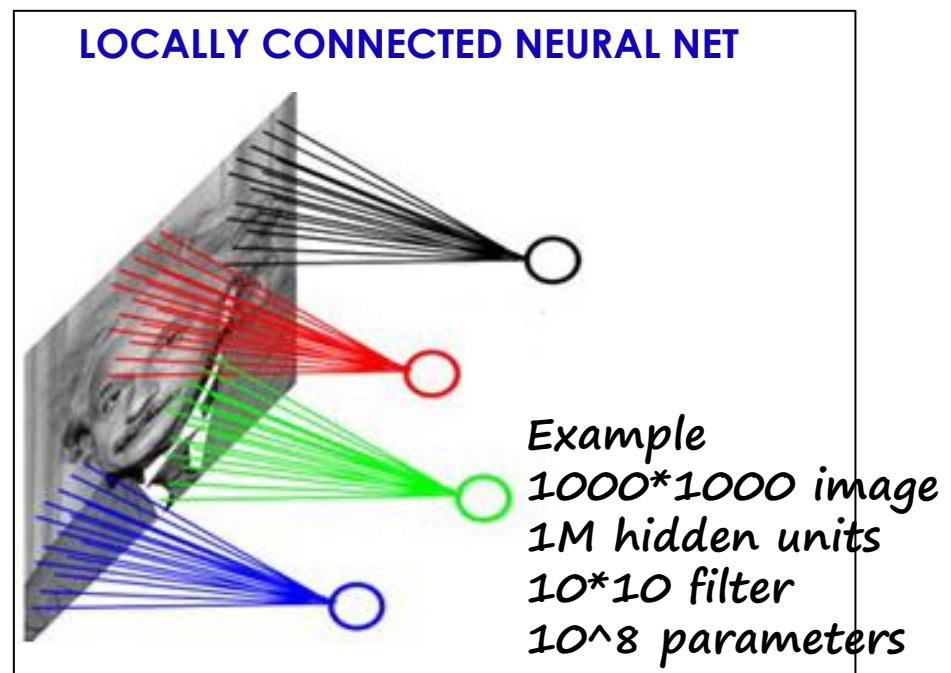 LOCALLY CONNECTED NEURAL NET
Example
1000*1000 image
1M hidden units
10*10 filter
10^8 parameters